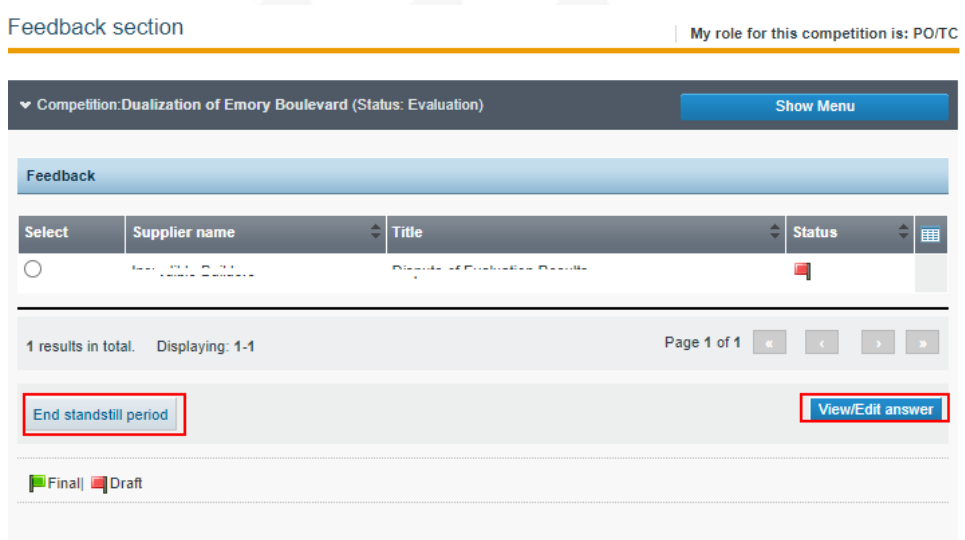 Feedback section
My role for this competition is: PO/TC
Competition:Dualization of Emory Boulevard (Status: Evaluation)
Show Menu
Feedback
Select Supplier name Title Status
1 results in total. Displaying: 1-1 Page 1 of 1 « ‹ › »
End standstill period View/Edit answer
Final| Draft